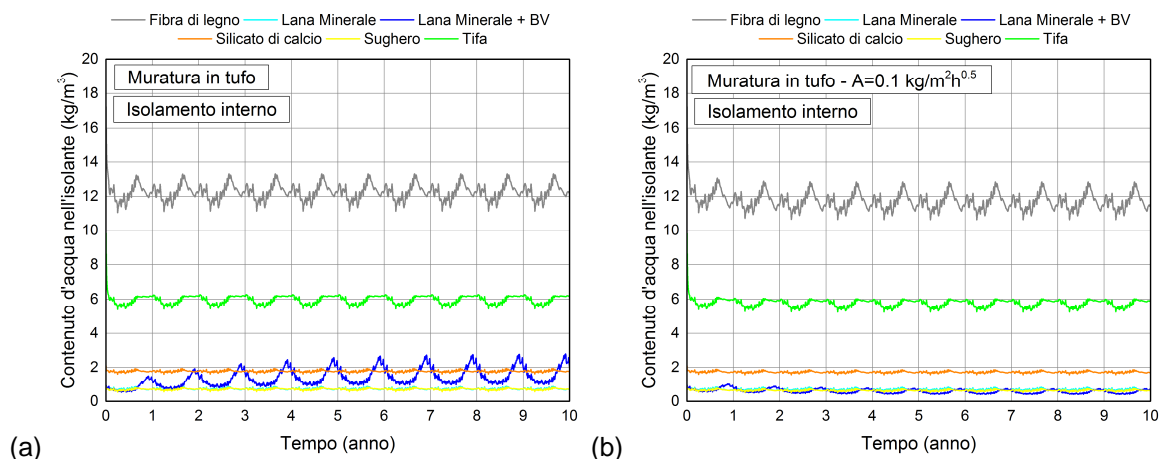 Fibra di legno Lana Minerale Lana Minerale + BV
Silicato di calcio Sughero Tifa
Contenuto d'acqua nell'isolante (kg/m³)
20
18
16
14
12
10
8
6
4
2
0
Muratura in tufo
Isolamento interno
0 1 2 3 4 5 6 7 8 9 10
Tempo (anno)
(a)
Fibra di legno Lana Minerale Lana Minerale + BV
Silicato di calcio Sughero Tifa
Contenuto d'acqua nell'isolante (kg/m³)
20
18
16
14
12
10
8
6
4
2
0
Muratura in tufo - A=0.1 kg/m²h⁰·⁵
Isolamento interno
0 1 2 3 4 5 6 7 8 9 10
Tempo (anno)
(b)